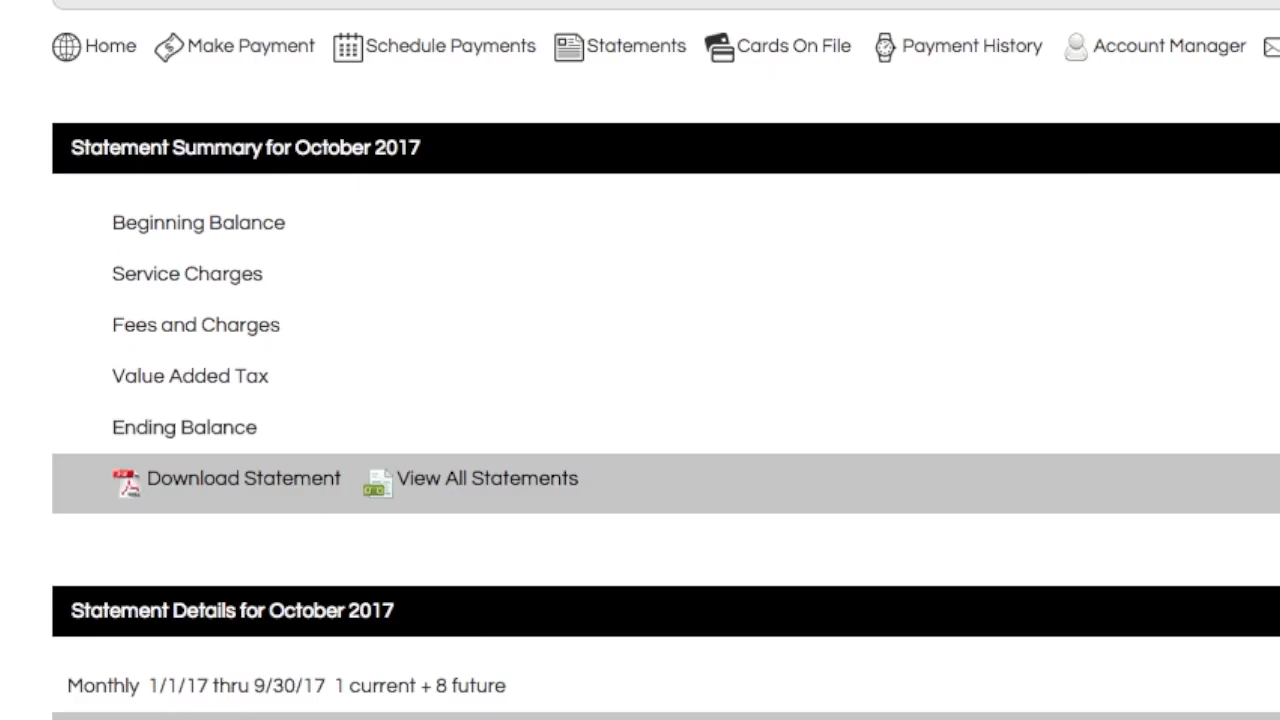 Home Make Payment Schedule Payments Statements Cards On File Payment History Account Manager
Statement Summary for October 2017
Beginning Balance
Service Charges
Fees and Charges
Value Added Tax
Ending Balance
Download Statement View All Statements
Statement Details for October 2017
Monthly 1/1/17 thru 9/30/17 1 current + 8 future